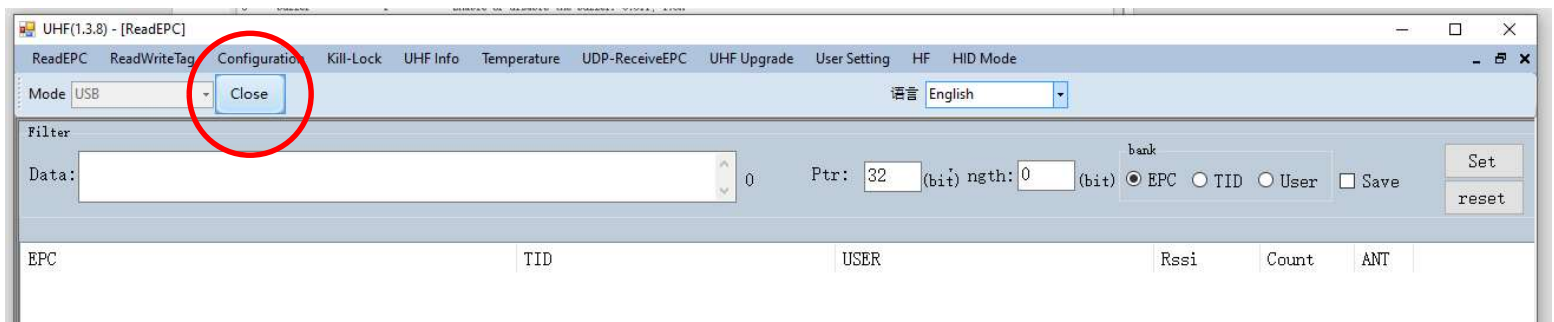 UHF(1.3.8) - [ReadEPC]
ReadEPC ReadWriteTag Configuration Kill-Lock UHF Info Temperature UDP-ReceiveEPC UHF Upgrade User Setting HF HID Mode
Mode USB Close 语言 English
Filter
bank
Data: 0 Ptr: 32 (bit) ngth: 0 (bit) EPC TID User Save Set
reset
EPC TID USER Rssi Count ANT